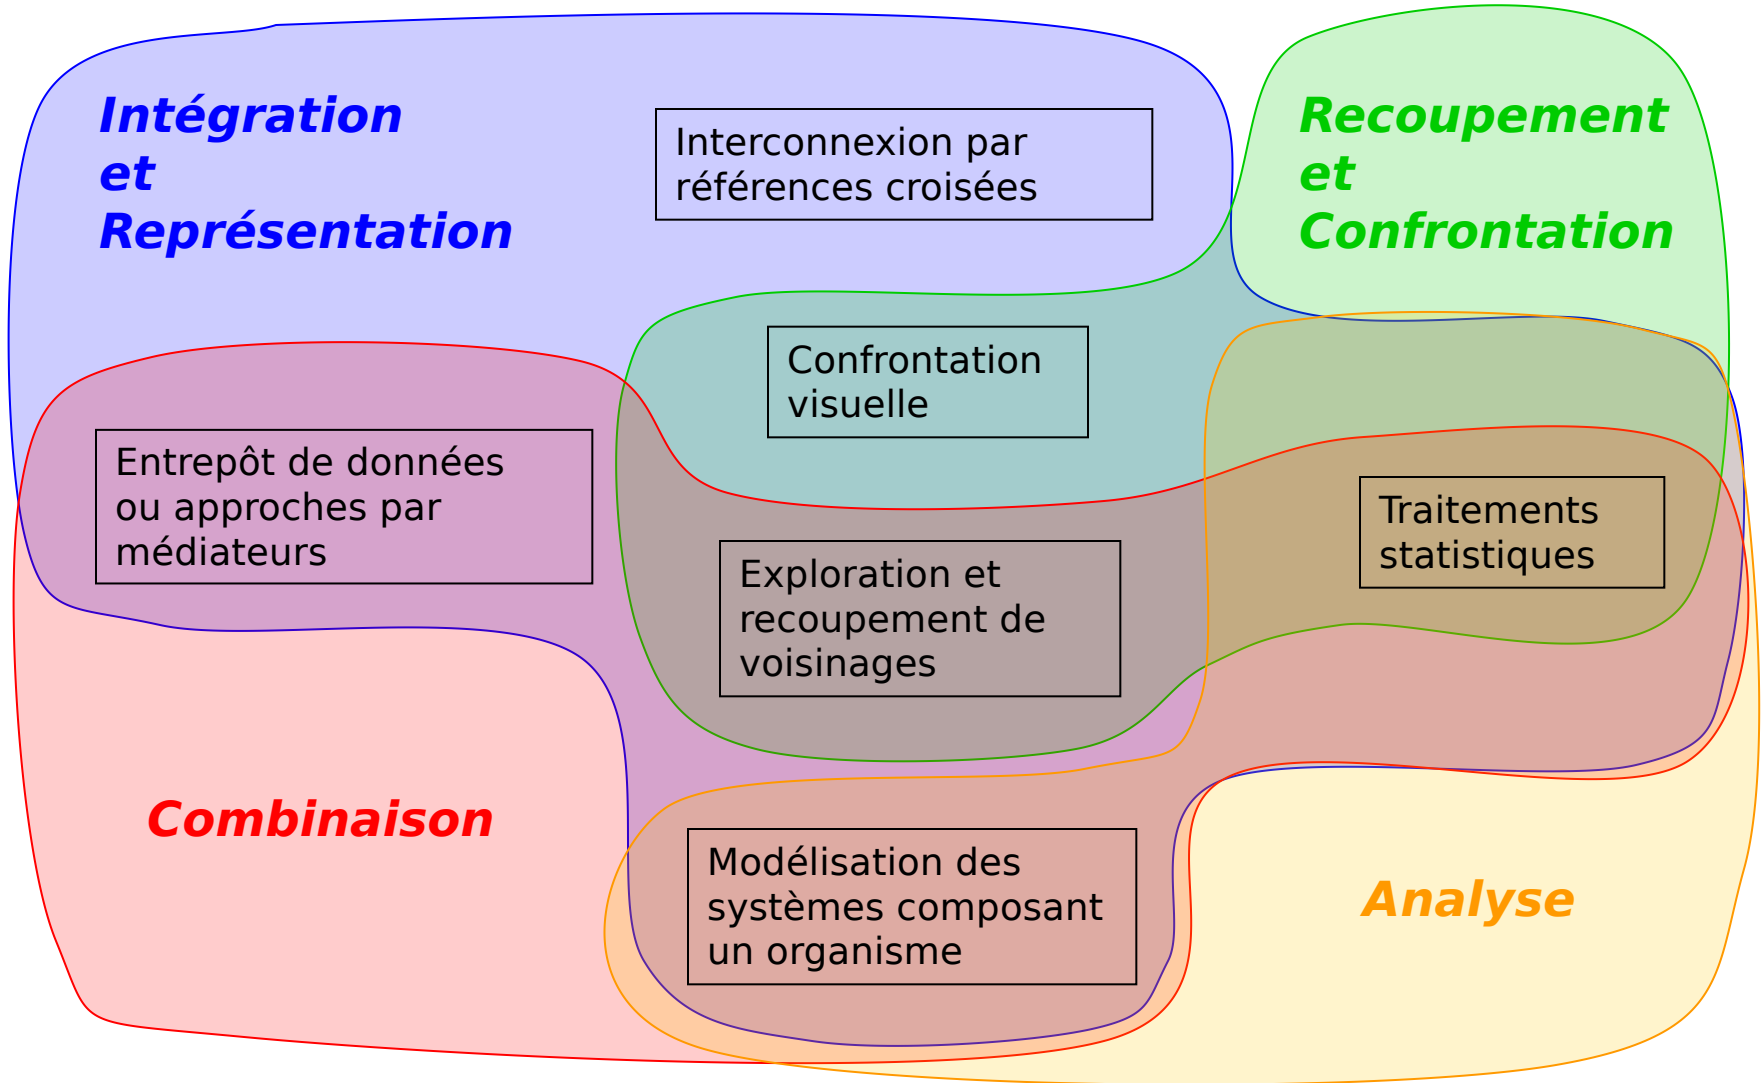 Intégration
et
Représentation
Interconnexion par
références croisées
Recoupement
et
Confrontation
Confrontation
visuelle
Entrepôt de données
ou approches par
médiateurs
Traitements
statistiques
Exploration et
recoupement de
voisinages
Combinaison
Modélisation des
systèmes composant
un organisme
Analyse